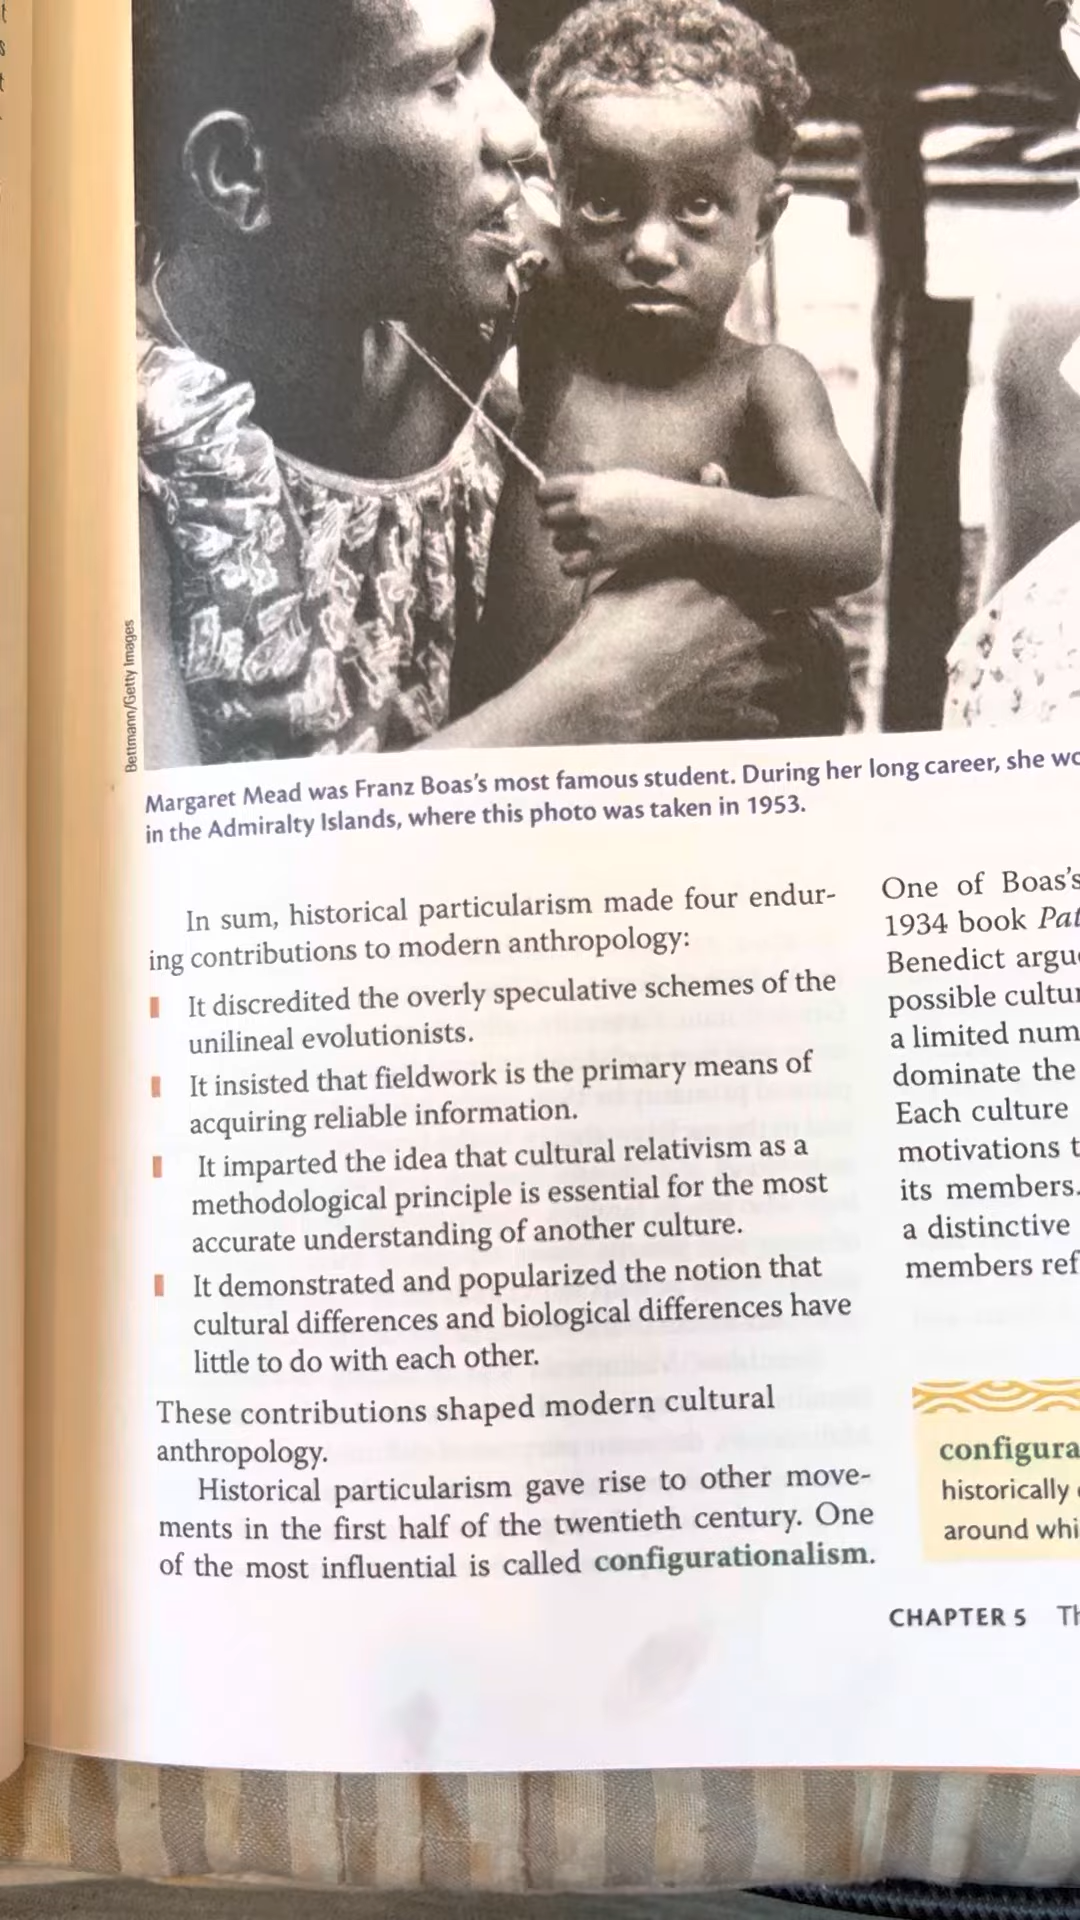 Bettmann/Getty Images
Margaret Mead was Franz Boas's most famous student. During her long career, she
in the Admiralty Islands, where this photo was taken in 1953.
In sum, historical particularism made four endur-
ing contributions to modern anthropology:
It discredited the overly speculative schemes of the
unilineal evolutionists.
It insisted that fieldwork is the primary means of
acquiring reliable information.
It imparted the idea that cultural relativism as a
methodological principle is essential for the most
accurate understanding of another culture.
It demonstrated and popularized the notion that
cultural differences and biological differences have
little to do with each other.
These contributions shaped modern cultural
anthropology.
Historical particularism gave rise to other move-
ments in the first half of the twentieth century. One
of the most influential is called configurationalism.
One of Boas's
1934 book Pat
Benedict argu
possible cultur
a limited num
dominate the
Each culture
motivations t
its members.
a distinctive
members ref
configura
historically
around whi
CHAPTER 5 Th